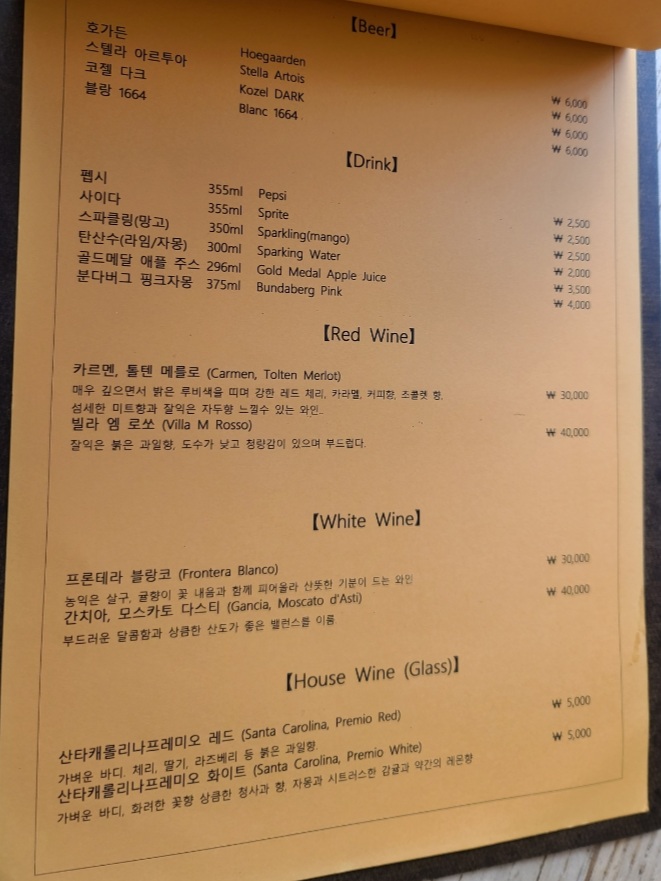 【Beer】
호가든 Hoegaarden ₩ 6,000
스텔라 아르투아 Stella Artois ₩ 6,000
코젤 다크 Kozel DARK ₩ 6,000
블랑 1664 Blanc 1664 ₩ 6,000
【Drink】
펩시 355ml Pepsi ₩ 2,500
사이다 355ml Sprite ₩ 2,500
스파클링(망고) 350ml Sparkling(mango) ₩ 2,500
탄산수(라임/자몽) 300ml Sparking Water ₩ 2,000
골드메달 애플 주스 296ml Gold Medal Apple Juice ₩ 3,500
분다버그 핑크자몽 375ml Bundaberg Pink ₩ 4,000
【Red Wine】
카르멘, 톨텐 메를로 (Carmen, Tolten Merlot)
매우 깊으면서 밝은 루비색을 띠며 강한 레드 체리, 카라멜, 커피향, 초콜렛 향, ₩ 30,000
섬세한 미트향과 잘익은 자두향 느낄수 있는 와인.
빌라 엠 로쏘 (Villa M Rosso) ₩ 40,000
잘익은 붉은 과일향, 도수가 낮고 청량감이 있으며 부드럽다.
【White Wine】
프론테라 블랑코 (Frontera Blanco) ₩ 30,000
농익은 살구, 귤향이 꽃 내음과 함께 피어올라 산뜻한 기분이 드는 와인
간치아, 모스카토 다스티 (Gancia, Moscato d'Asti) ₩ 40,000
부드러운 달콤함과 상큼한 산도가 좋은 밸런스를 이룸
【House Wine (Glass)】
산타캐롤리나프레미오 레드 (Santa Carolina, Premio Red) ₩ 5,000
가벼운 바디. 체리, 딸기, 라즈베리 등 붉은 과일향.
산타캐롤리나프레미오 화이트 (Santa Carolina, Premio White) ₩ 5,000
가벼운 바디, 화려한 꽃향 상큼한 청사과 향, 자몽과 시트러스한 감귤과 약간의 레몬향